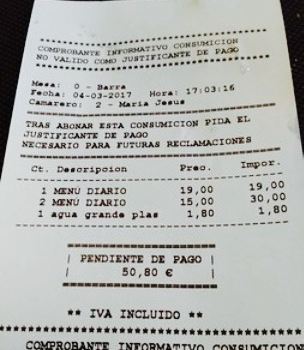 ****************************************
COMPROBANTE INFORMATIVO CONSUMICION
NO VALIDO COMO JUSTIFICANTE DE PAGO
****************************************
Mesa: 0 - Barra
Fecha: 04-03-2017 Hora: 17:03:16
Camarero: 2 - Maria Jesus
TRAS ABONAR ESTA CONSUMICION PIDA EL
JUSTIFICANTE DE PAGO
NECESARIO PARA FUTURAS RECLAMACIONES
Ct. Descripcion Prec. Impor.
1 MENU DIARIO 19,00 19,00
2 MENU DIARIO 15,00 30,00
1 agua grande plas 1,80 1,80
PENDIENTE DE PAGO
50,80 €
** IVA INCLUIDO **
****************************************
COMPROBANTE INFORMATIVO CONSUMICION